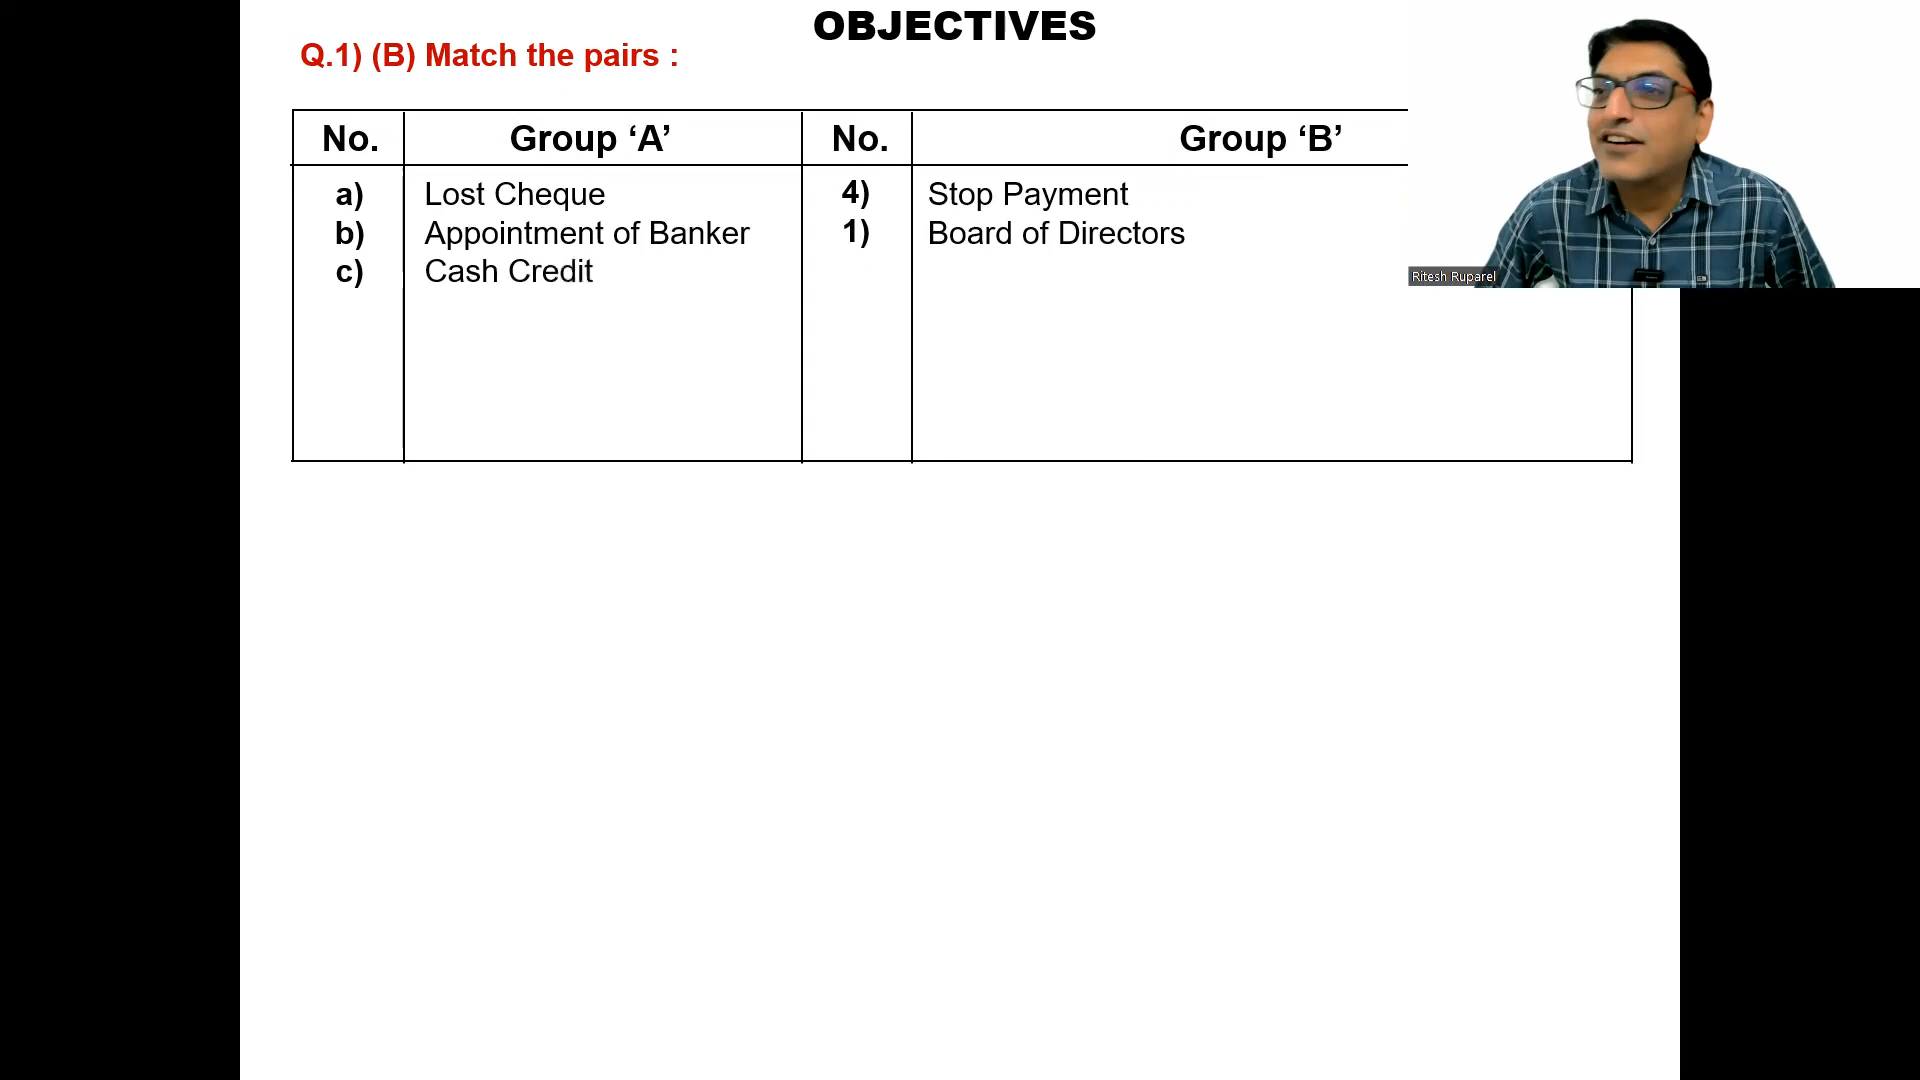 OBJECTIVES
Q.1) (B) Match the pairs :
No. Group ‘A’ No. Group ‘B’
a) Lost Cheque 4) Stop Payment
b) Appointment of Banker 1) Board of Directors
c) Cash Credit
Ritesh Ruparel